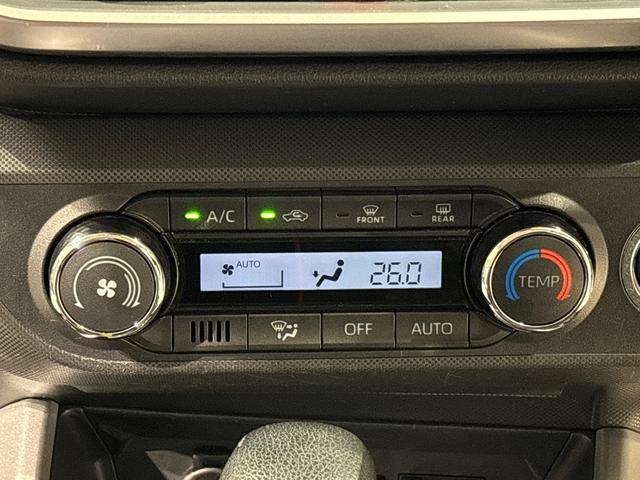 A/C
FRONT
REAR
AUTO
26.0
TEMP
OFF
AUTO